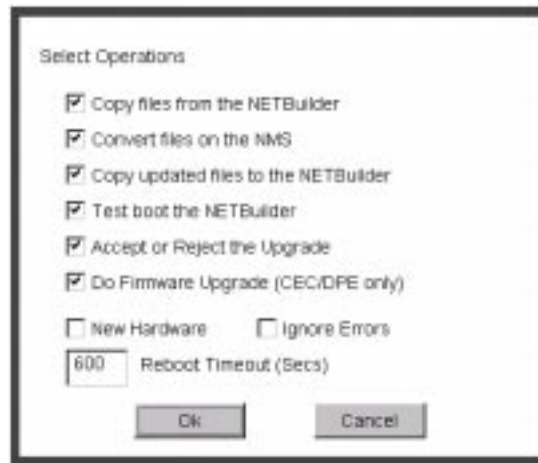 Select Operations
Copy files from the NETBuilder
Convert files on the NMS
Copy updated files to the NETBuilder
Test boot the NETBuilder
Accept or Reject the Upgrade
Do Firmware Upgrade (CEC/DPE only)
New Hardware Ignore Errors
600 Reboot Timeout (Secs)
Ok Cancel